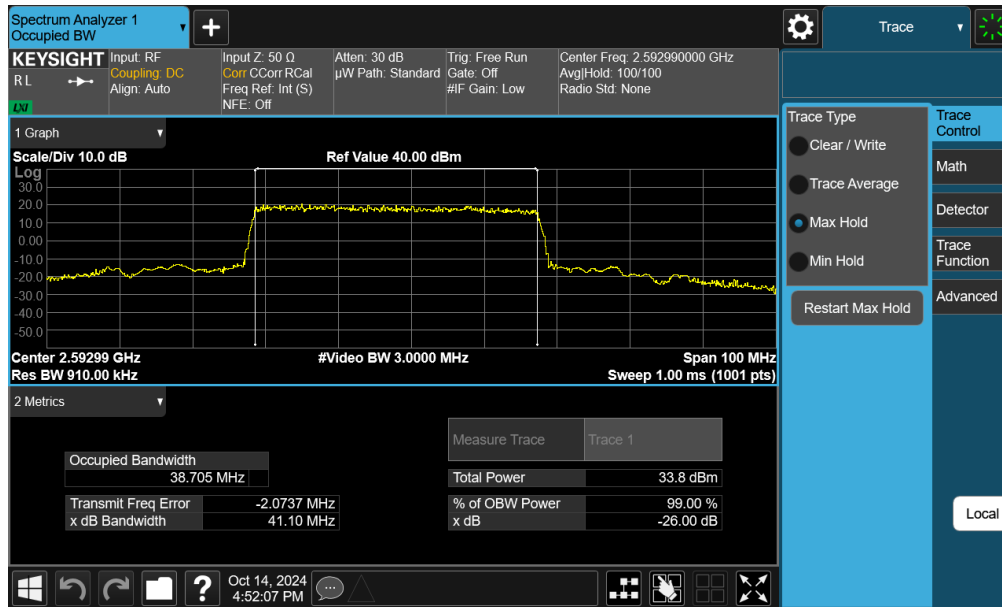 Spectrum Analyzer 1
Occupied BW
+
Trace
KEYSIGHT
R L
LXI
Input: RF
Coupling: DC
Align: Auto
Input Z: 50 Ω
Corr CCorr RCal
Freq Ref: Int (S)
NFE: Off
Atten: 30 dB
µW Path: Standard
Trig: Free Run
Gate: Off
#IF Gain: Low
Center Freq: 2.592990000 GHz
Avg|Hold: 100/100
Radio Std: None
1 Graph
Scale/Div 10.0 dB
Ref Value 40.00 dBm
Log
30.0
20.0
10.0
0.00
-10.0
-20.0
-30.0
-40.0
-50.0
Center 2.59299 GHz
#Video BW 3.0000 MHz
Span 100 MHz
Res BW 910.00 kHz
Sweep 1.00 ms (1001 pts)
2 Metrics
Measure Trace
Trace 1
Occupied Bandwidth
38.705 MHz
Total Power
33.8 dBm
Transmit Freq Error
-2.0737 MHz
% of OBW Power
99.00 %
x dB Bandwidth
41.10 MHz
x dB
-26.00 dB
Trace Type
Clear / Write
Trace Average
Max Hold
Min Hold
Restart Max Hold
Trace
Control
Math
Detector
Trace
Function
Advanced
Local
?
Oct 14, 2024
4:52:07 PM